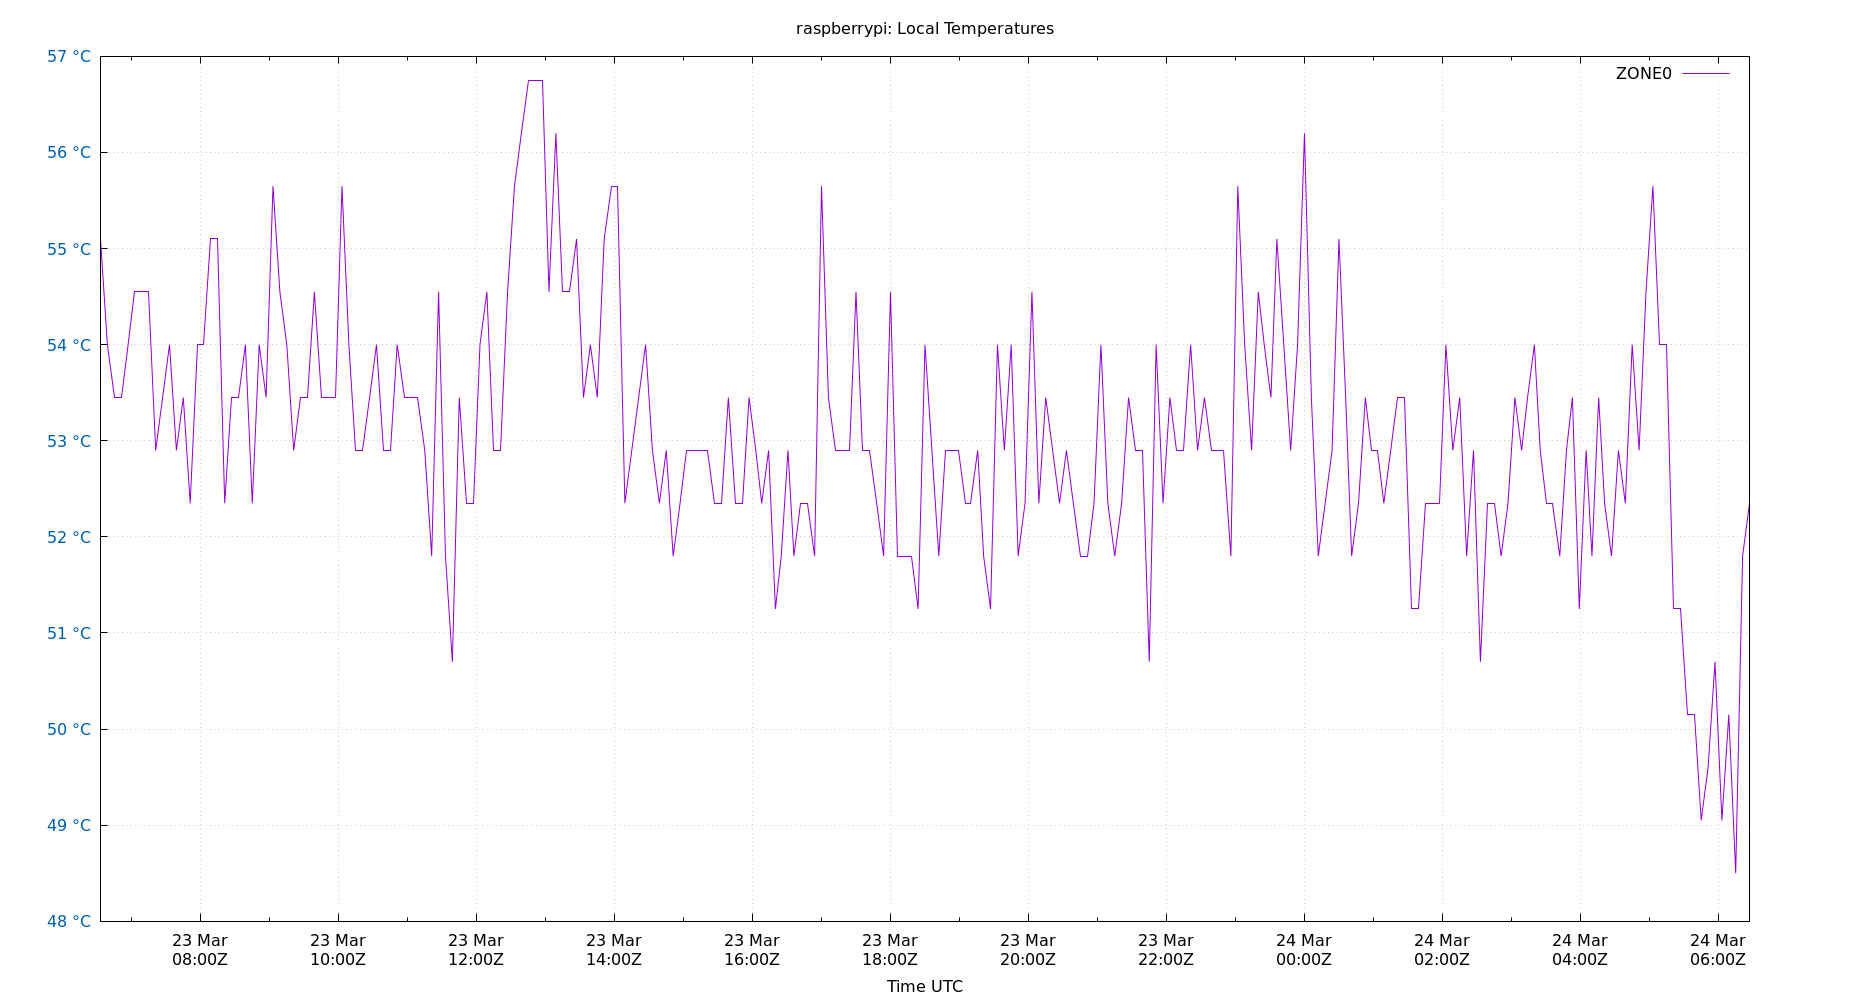 raspberrypi: Local Temperatures
57 °C
ZONE0
56 °C
55 °C
54 °C
53 °C
52 °C
51 °C
50 °C
49 °C
48 °C
23 Mar 23 Mar 23 Mar 23 Mar 23 Mar 23 Mar 23 Mar 23 Mar 24 Mar 24 Mar 24 Mar 24 Mar
08:00Z 10:00Z 12:00Z 14:00Z 16:00Z 18:00Z 20:00Z 22:00Z 00:00Z 02:00Z 04:00Z 06:00Z
Time UTC